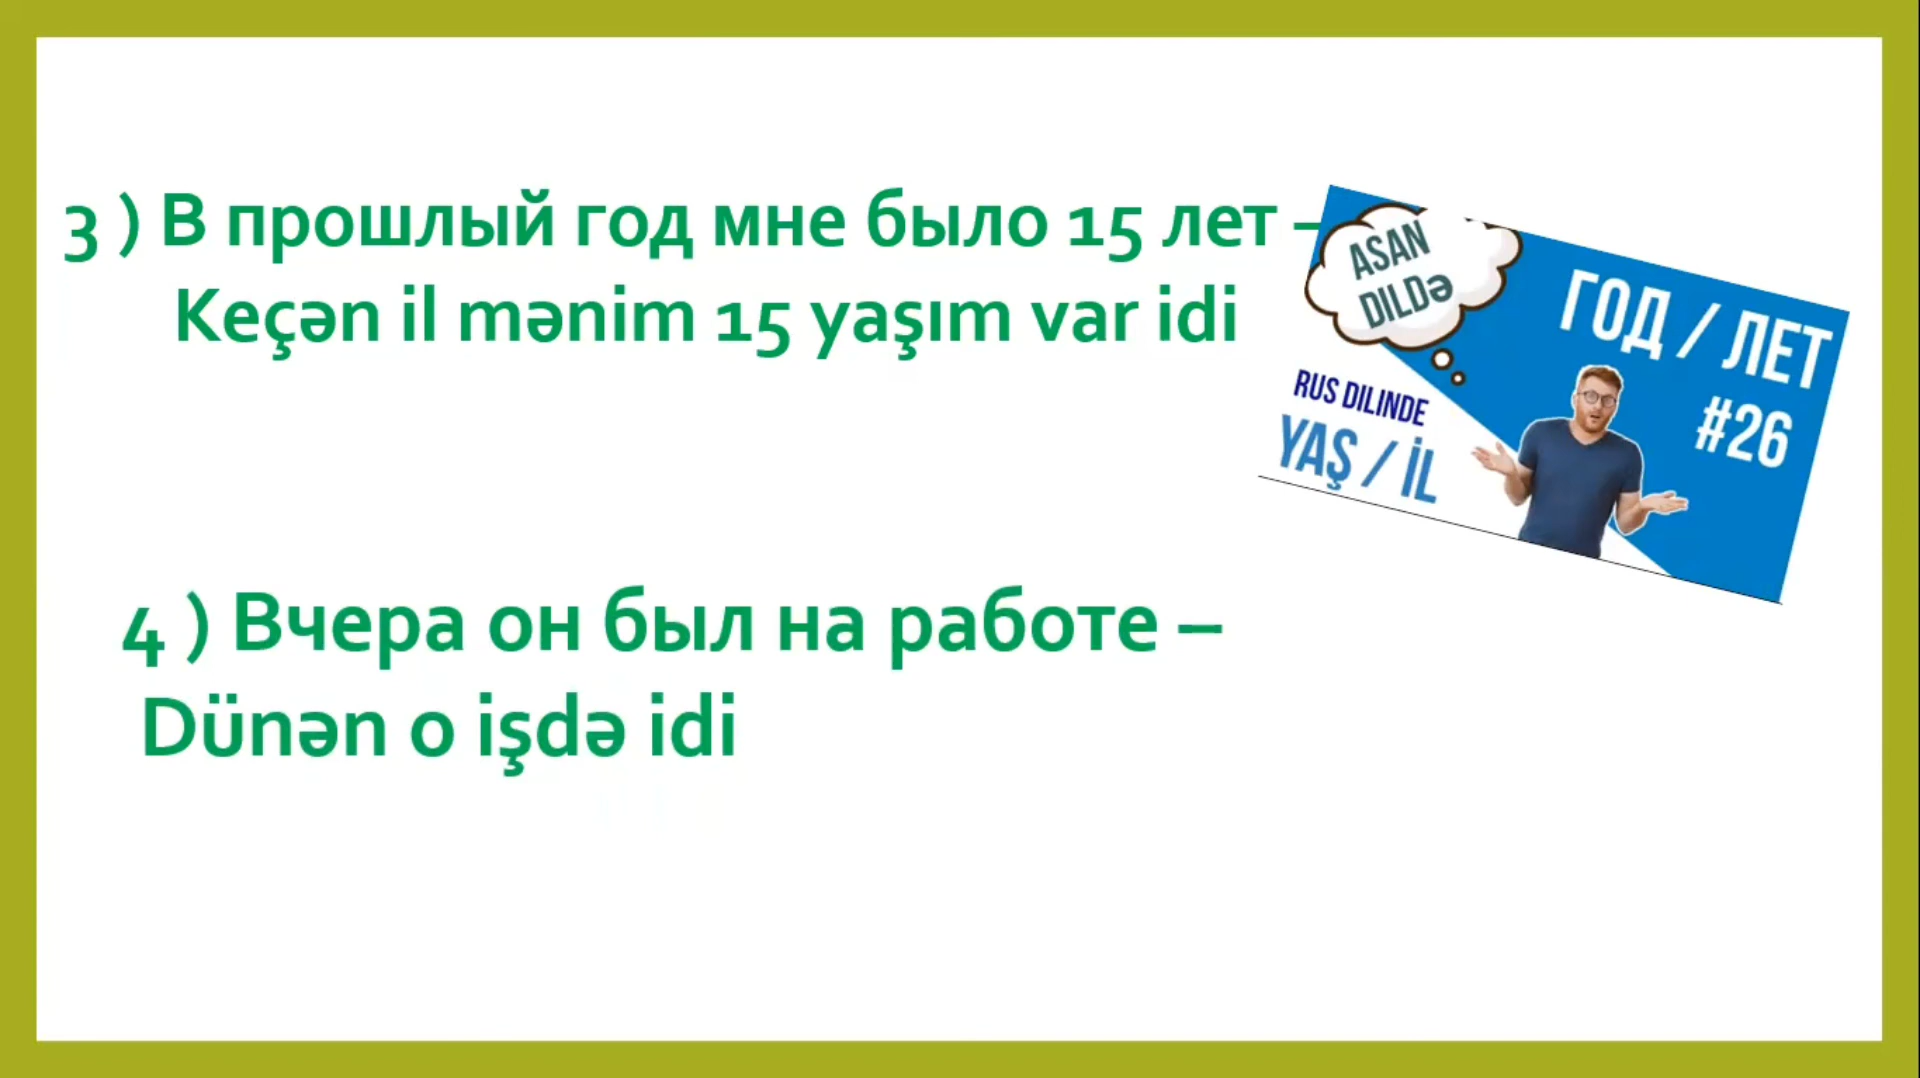 3 ) В прошлый год мне было 15 лет –
Keçən il mənim 15 yaşım var idi
ASAN
DILDə
ГОД / ЛЕТ
#26
RUS DILINDE
YAŞ / İL
4 ) Вчера он был на работе –
Dünən o işdə idi